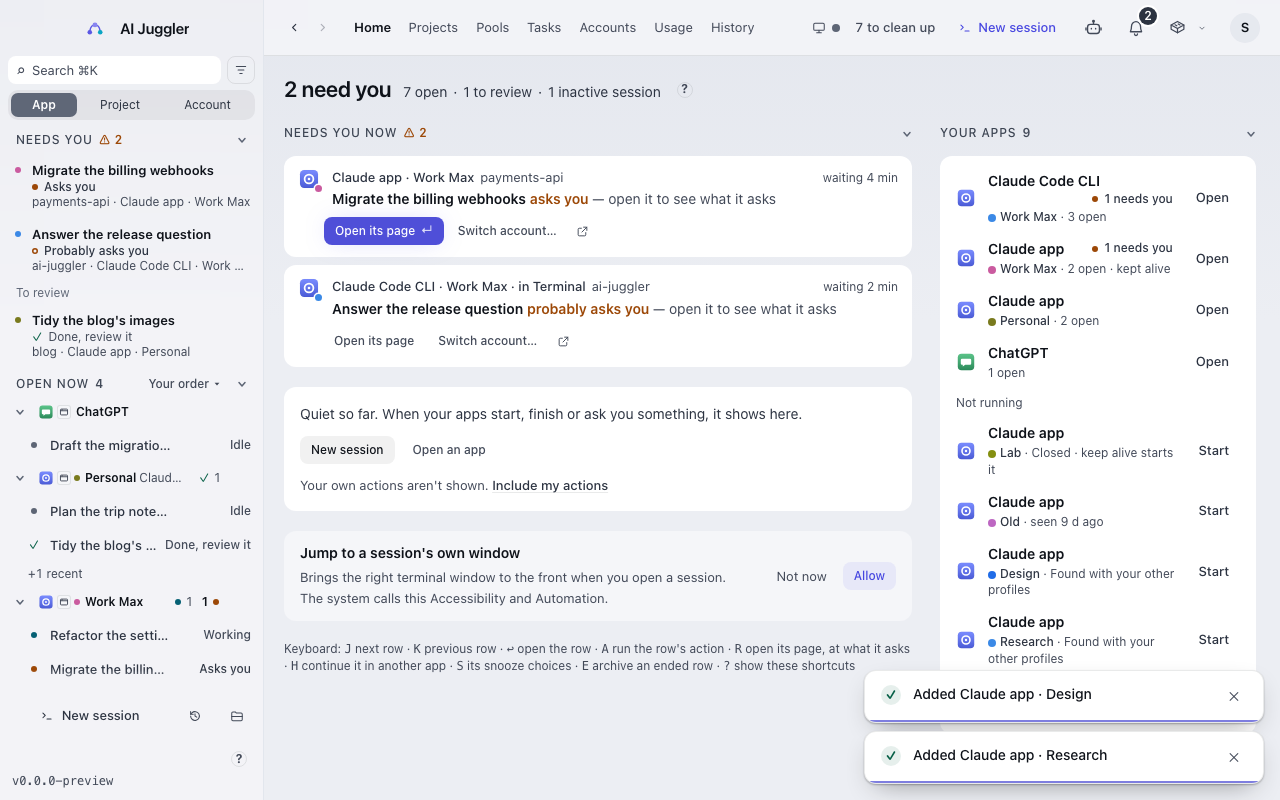 AI Juggler
Search ⌘K
App Project Account
NEEDS YOU 2
Migrate the billing webhooks
Asks you
payments-api · Claude app · Work Max
Answer the release question
Probably asks you
ai-juggler · Claude Code CLI · Work ...
To review
Tidy the blog's images
Done, review it
blog · Claude app · Personal
OPEN NOW 4 Your order
ChatGPT
Draft the migratio... Idle
Personal Claud... 1
Plan the trip note... Idle
Tidy the blog's ... Done, review it
+1 recent
Work Max 1 1
Refactor the setti... Working
Migrate the billin... Asks you
New session
?
v0.0.0-preview
Home Projects Pools Tasks Accounts Usage History 7 to clean up New session 2 S
2 need you 7 open · 1 to review · 1 inactive session ?
NEEDS YOU NOW 2
Claude app · Work Max payments-api waiting 4 min
Migrate the billing webhooks asks you — open it to see what it asks
Open its page ↵ Switch account...
Claude Code CLI · Work Max · in Terminal ai-juggler waiting 2 min
Answer the release question probably asks you — open it to see what it asks
Open its page Switch account...
Quiet so far. When your apps start, finish or ask you something, it shows here.
New session Open an app
Your own actions aren't shown. Include my actions
Jump to a session's own window
Brings the right terminal window to the front when you open a session.
The system calls this Accessibility and Automation.
Not now Allow
Keyboard: J next row · K previous row · ↩ open the row · A run the row's action · R open its page, at what it asks
· H continue it in another app · S its snooze choices · E archive an ended row · ? show these shortcuts
YOUR APPS 9
Claude Code CLI
1 needs you
Work Max · 3 open
Open
Claude app 1 needs you
Work Max · 2 open · kept alive
Open
Claude app
Personal · 2 open
Open
ChatGPT
1 open
Open
Not running
Claude app
Lab · Closed · keep alive starts
it
Start
Claude app
Old · seen 9 d ago
Start
Claude app
Design · Found with your other
profiles
Start
Claude app
Research · Found with your
other profiles
Start
Added Claude app · Design
Added Claude app · Research